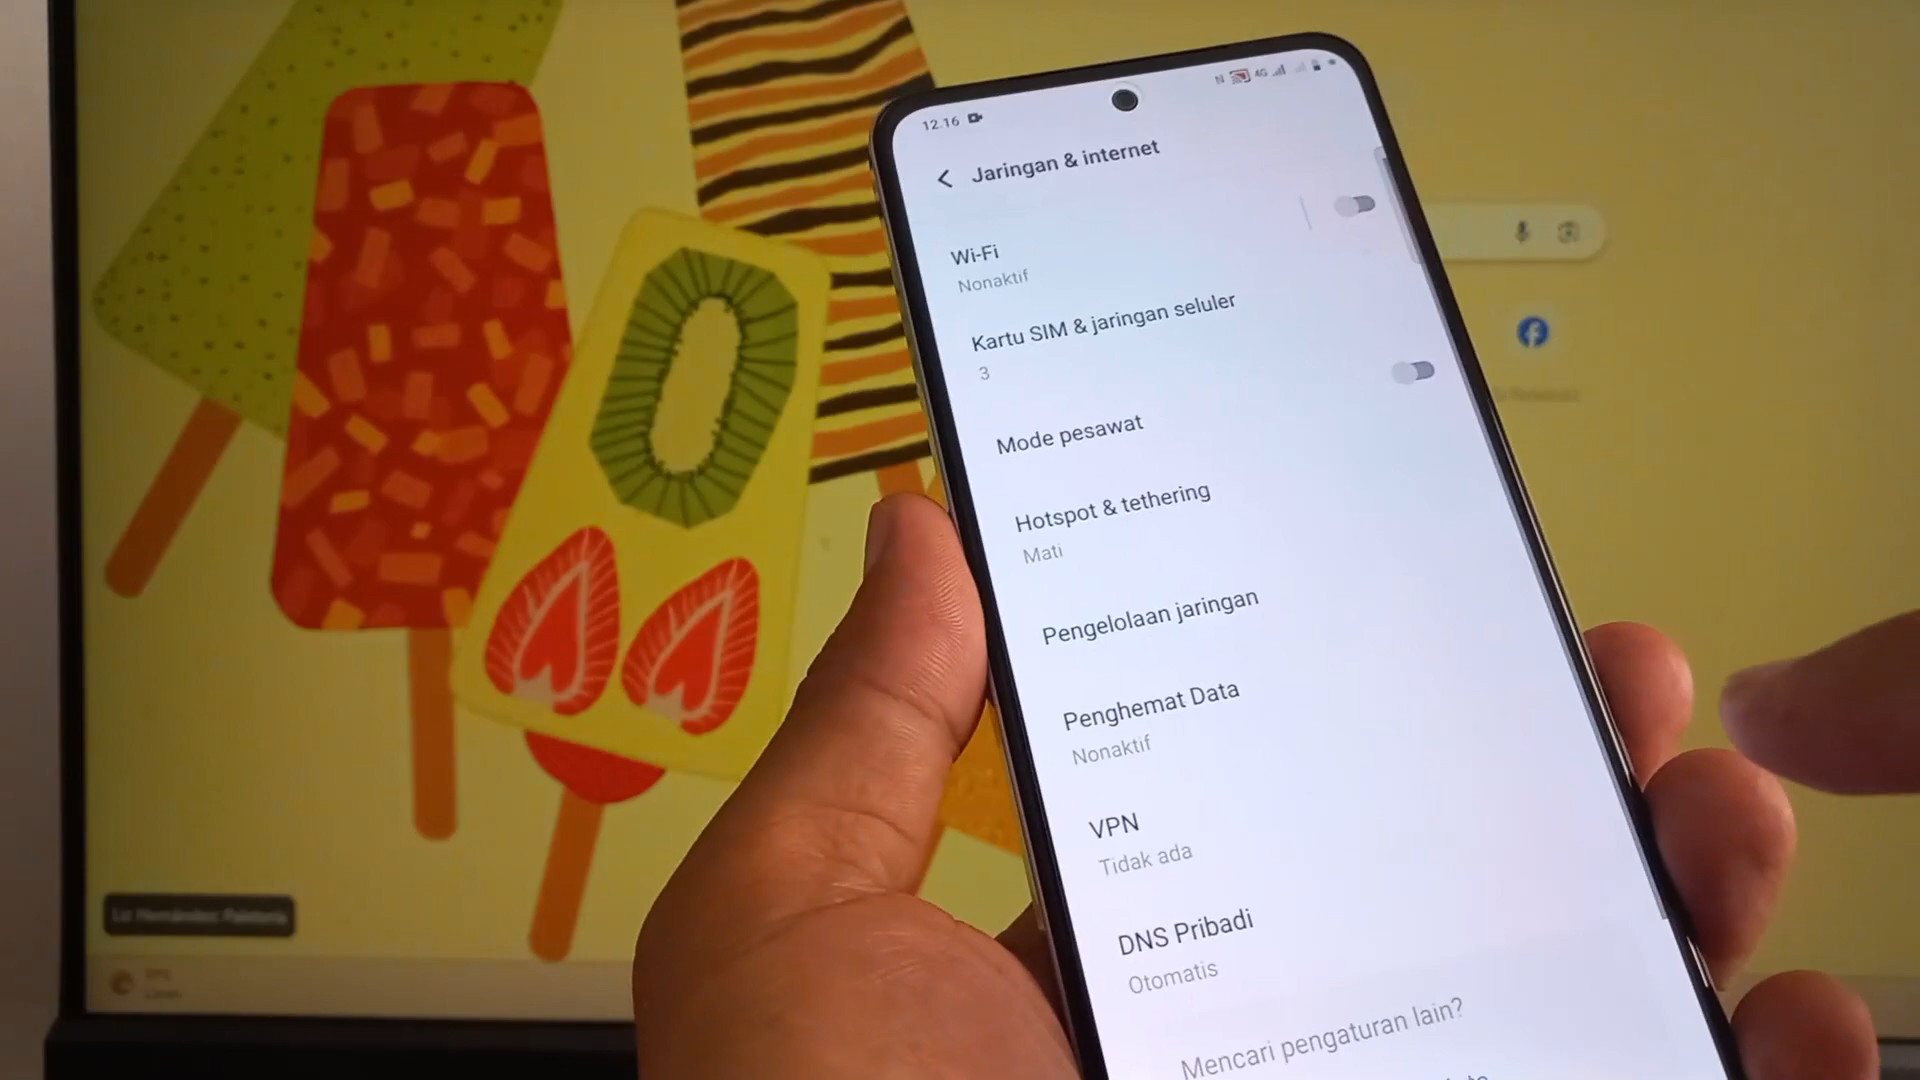 12.16
4G
Jaringan & internet
Wi-Fi
Nonaktif
Kartu SIM & jaringan seluler
3
Mode pesawat
Hotspot & tethering
Mati
Pengelolaan jaringan
Penghemat Data
Nonaktif
VPN
Tidak ada
DNS Pribadi
Otomatis
Mencari pengaturan lain?